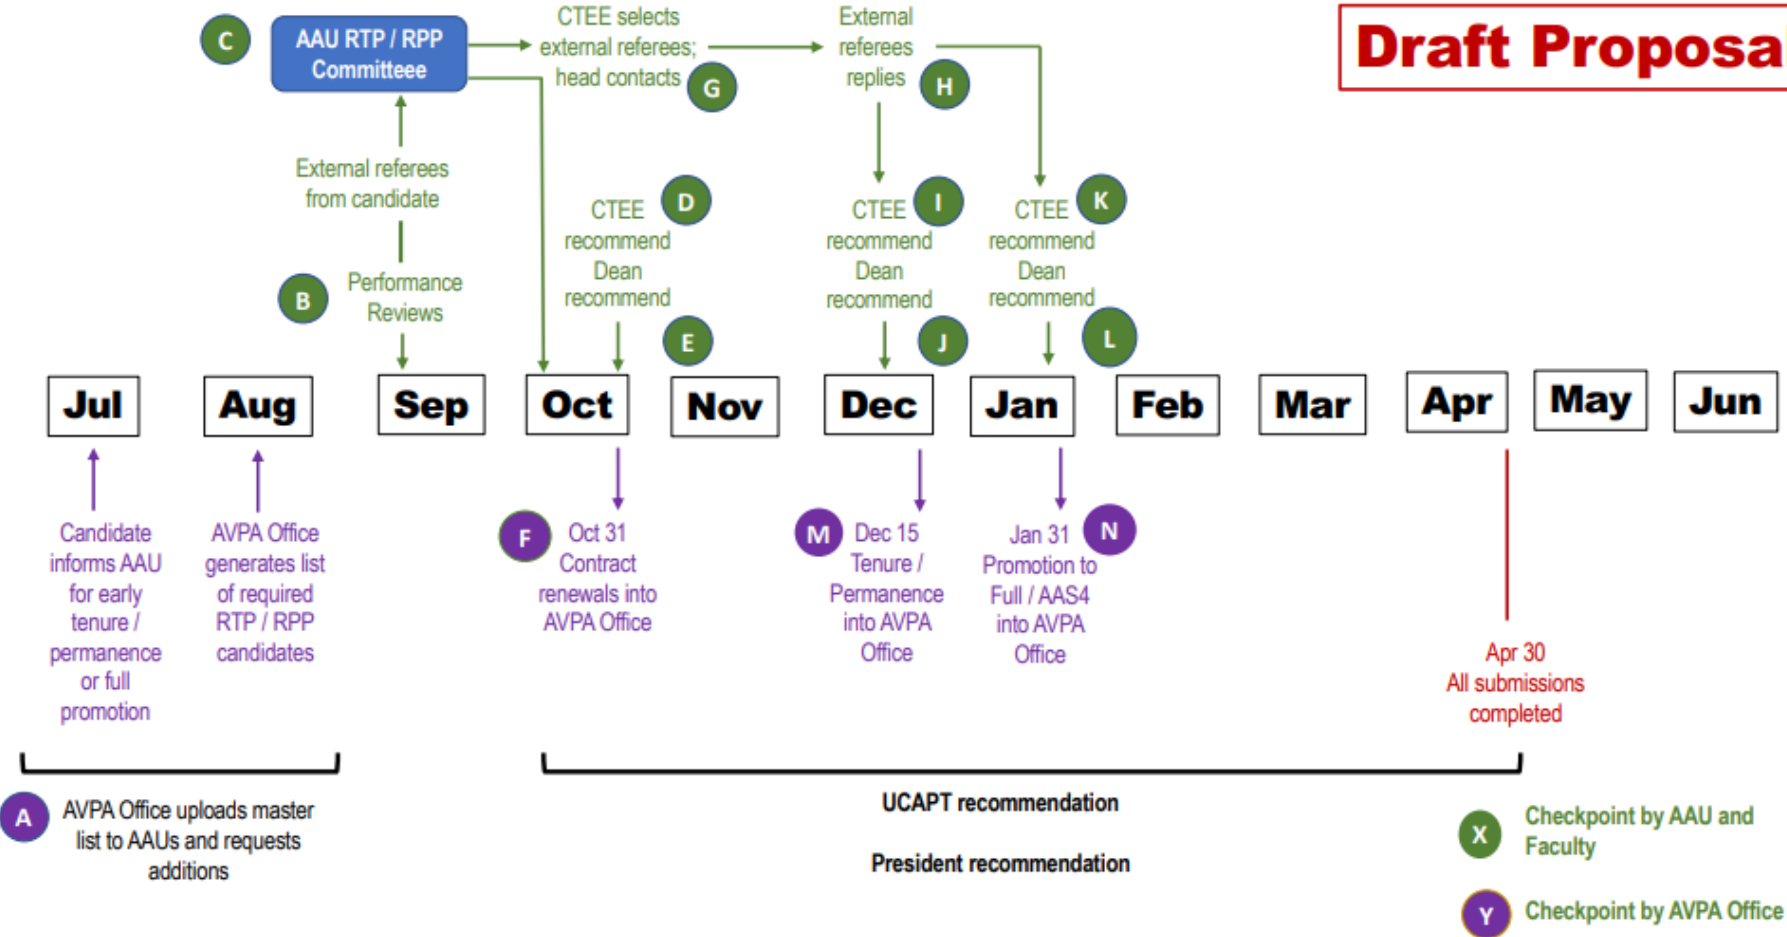 Draft Proposal
C
AAU RTP / RPP
Committeee
CTEE selects
external referees;
head contacts
G
External
referees
replies
H
External referees
from candidate
B
Performance
Reviews
CTEE
recommend
Dean
recommend
D
E
CTEE
recommend
Dean
recommend
I
J
CTEE
recommend
Dean
recommend
K
L
Jul
Aug
Sep
Oct
Nov
Dec
Jan
Feb
Mar
Apr
May
Jun
Candidate
informs AAU
for early
tenure /
permanence
or full
promotion
AVPA Office
generates list
of required
RTP / RPP
candidates
F
Oct 31
Contract
renewals into
AVPA Office
M
Dec 15
Tenure /
Permanence
into AVPA
Office
Jan 31
Promotion to
Full / AAS4
into AVPA
Office
N
Apr 30
All submissions
completed
A
AVPA Office uploads master
list to AAUs and requests
additions
UCAPT recommendation
President recommendation
X
Checkpoint by AAU and
Faculty
Y
Checkpoint by AVPA Office